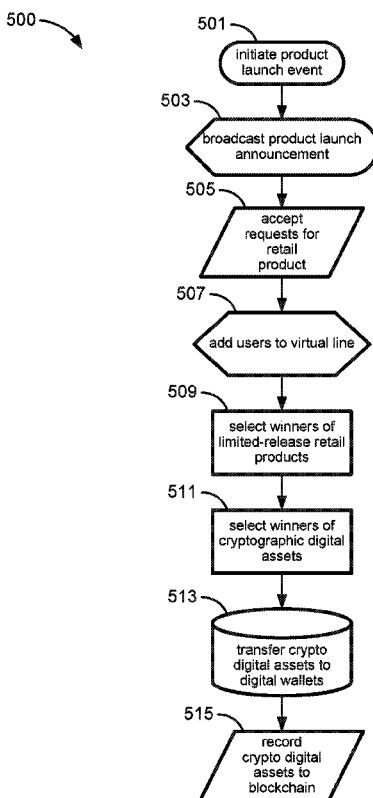 500
501
initiate product
launch event
503
broadcast product launch
announcement
505
accept
requests for
retail
product
507
add users to virtual line
509
select winners of
limited-release retail
products
511
select winners of
cryptographic digital
assets
513
transfer crypto
digital assets to
digital wallets
515
record
crypto digital
assets to
blockchain